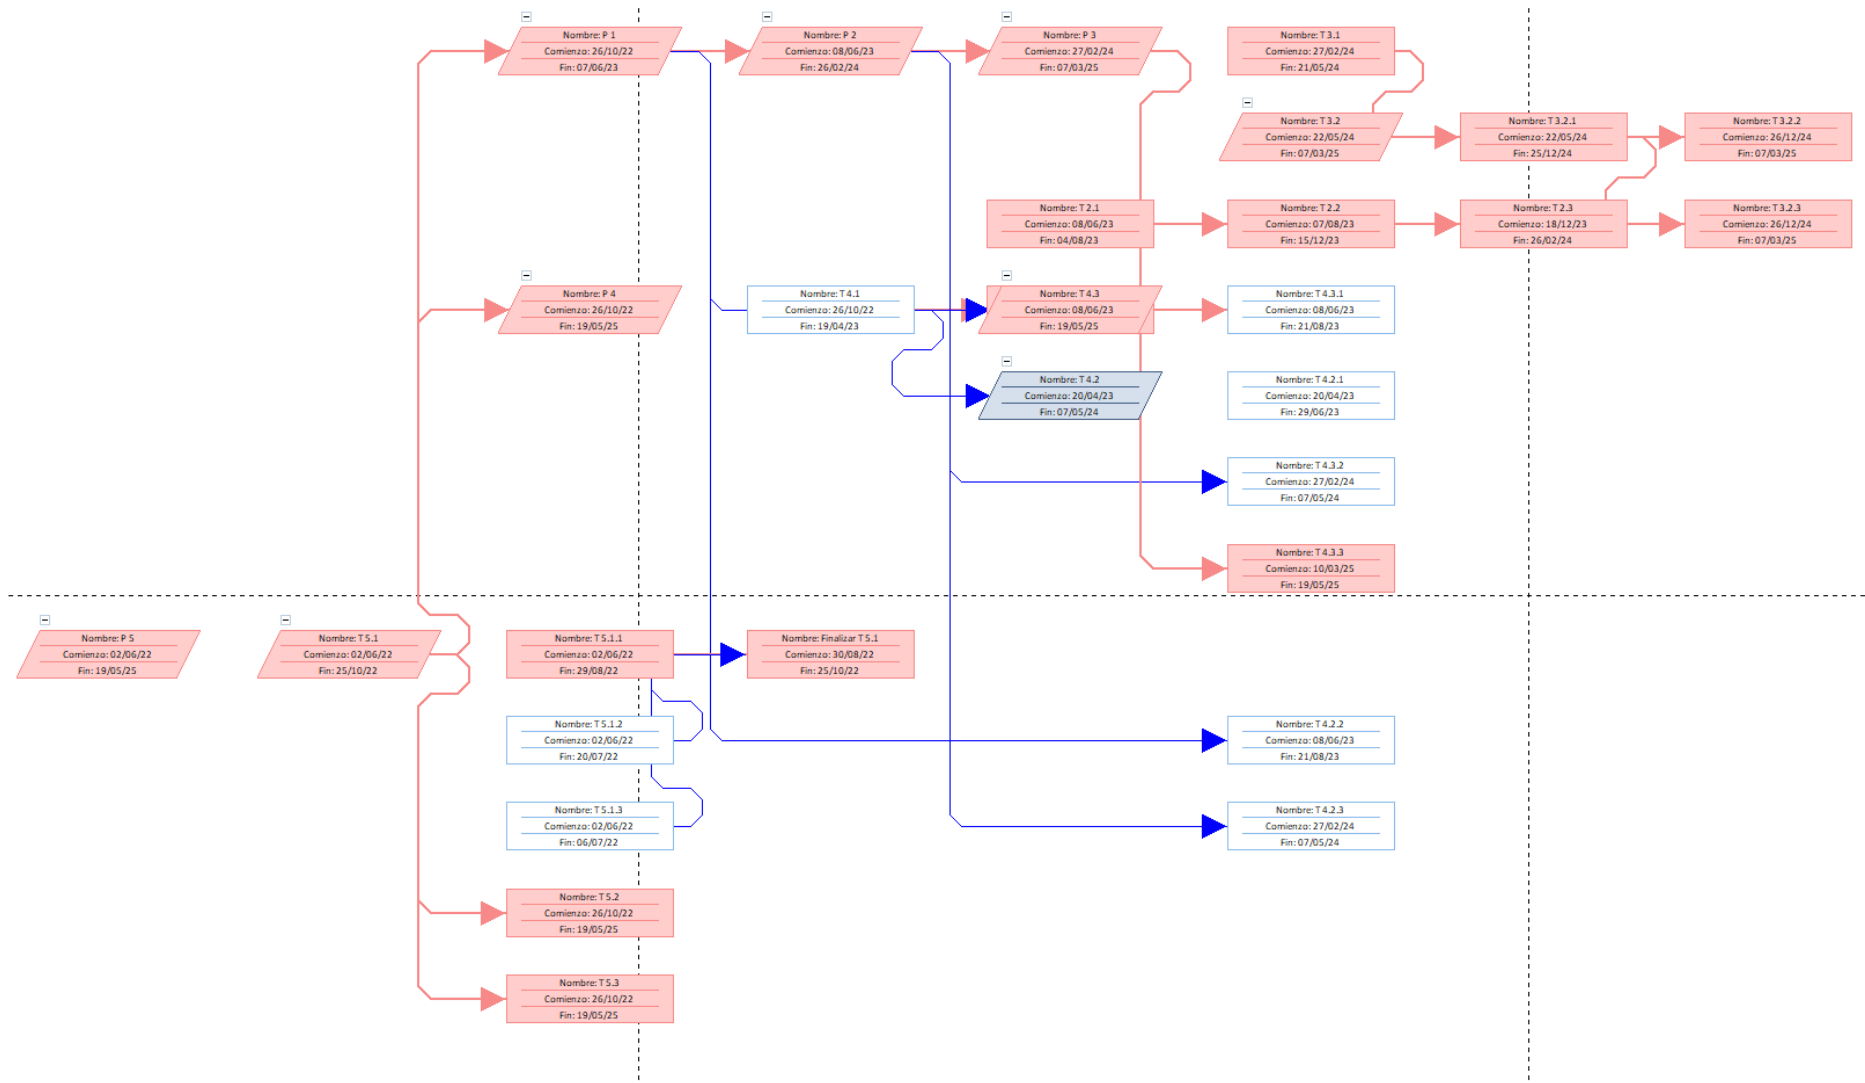 Nombre: P 1
Comienzo: 26/10/22
Fin: 07/06/23
Nombre: P 2
Comienzo: 08/06/23
Fin: 26/02/24
Nombre: P 3
Comienzo: 27/02/24
Fin: 07/03/25
Nombre: T 3.1
Comienzo: 27/02/24
Fin: 21/05/24
Nombre: T 3.2
Comienzo: 22/05/24
Fin: 07/03/25
Nombre: T 3.2.1
Comienzo: 22/05/24
Fin: 25/12/24
Nombre: T 3.2.2
Comienzo: 26/12/24
Fin: 07/03/25
Nombre: T 2.1
Comienzo: 08/06/23
Fin: 04/08/23
Nombre: T 2.2
Comienzo: 07/08/23
Fin: 15/12/23
Nombre: T 2.3
Comienzo: 18/12/23
Fin: 26/02/24
Nombre: T 3.2.3
Comienzo: 26/12/24
Fin: 07/03/25
Nombre: P 4
Comienzo: 26/10/22
Fin: 19/05/25
Nombre: T 4.1
Comienzo: 26/10/22
Fin: 19/04/23
Nombre: T 4.3
Comienzo: 08/06/23
Fin: 19/05/25
Nombre: T 4.3.1
Comienzo: 08/06/23
Fin: 21/08/23
Nombre: T 4.2
Comienzo: 20/04/23
Fin: 07/05/24
Nombre: T 4.2.1
Comienzo: 20/04/23
Fin: 29/06/23
Nombre: T 4.3.2
Comienzo: 27/02/24
Fin: 07/05/24
Nombre: T 4.3.3
Comienzo: 10/03/25
Fin: 19/05/25
Nombre: P 5
Comienzo: 02/06/22
Fin: 19/05/25
Nombre: T 5.1
Comienzo: 02/06/22
Fin: 25/10/22
Nombre: T 5.1.1
Comienzo: 02/06/22
Fin: 29/08/22
Nombre: Finalizar T 5.1
Comienzo: 30/08/22
Fin: 25/10/22
Nombre: T 5.1.2
Comienzo: 02/06/22
Fin: 20/07/22
Nombre: T 4.2.2
Comienzo: 08/06/23
Fin: 21/08/23
Nombre: T 5.1.3
Comienzo: 02/06/22
Fin: 06/07/22
Nombre: T 4.2.3
Comienzo: 27/02/24
Fin: 07/05/24
Nombre: T 5.2
Comienzo: 26/10/22
Fin: 19/05/25
Nombre: T 5.3
Comienzo: 26/10/22
Fin: 19/05/25